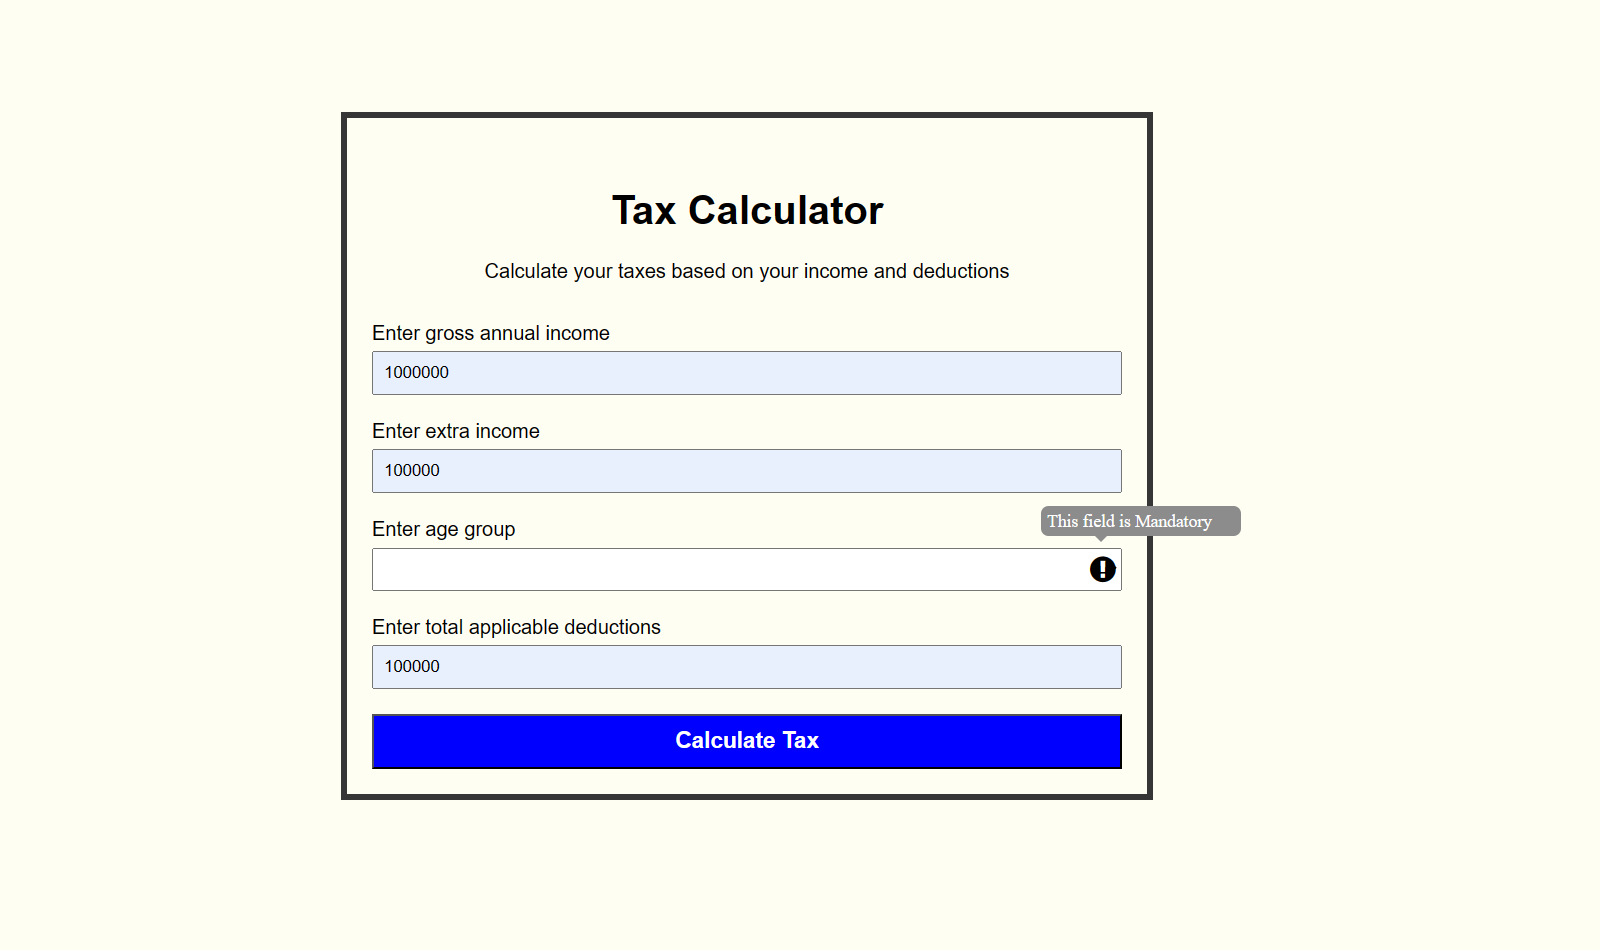 Tax Calculator
Calculate your taxes based on your income and deductions
Enter gross annual income
1000000
Enter extra income
100000
This field is Mandatory
Enter age group
Enter total applicable deductions
100000
Calculate Tax